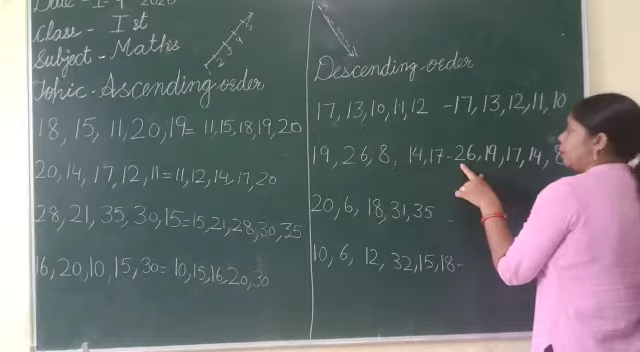 Date - 1-9 2020
Class - Ist
Subject - Maths
Topic - Ascending order
18, 15, 11, 20, 19 = 11, 15, 18, 19, 20
20, 14, 17, 12, 11 = 11, 12, 14, 17, 20
28, 21, 35, 30, 15 = 15, 21, 28, 30, 35
16, 20, 10, 15, 30 = 10, 15, 16, 20, 30
Descending order
17, 13, 10, 11, 12 - 17, 13, 12, 11, 10
19, 26, 8, 14, 17 - 26, 19, 17, 14, 8
20, 6, 18, 31, 35 -
10, 6, 12, 32, 15, 18 -